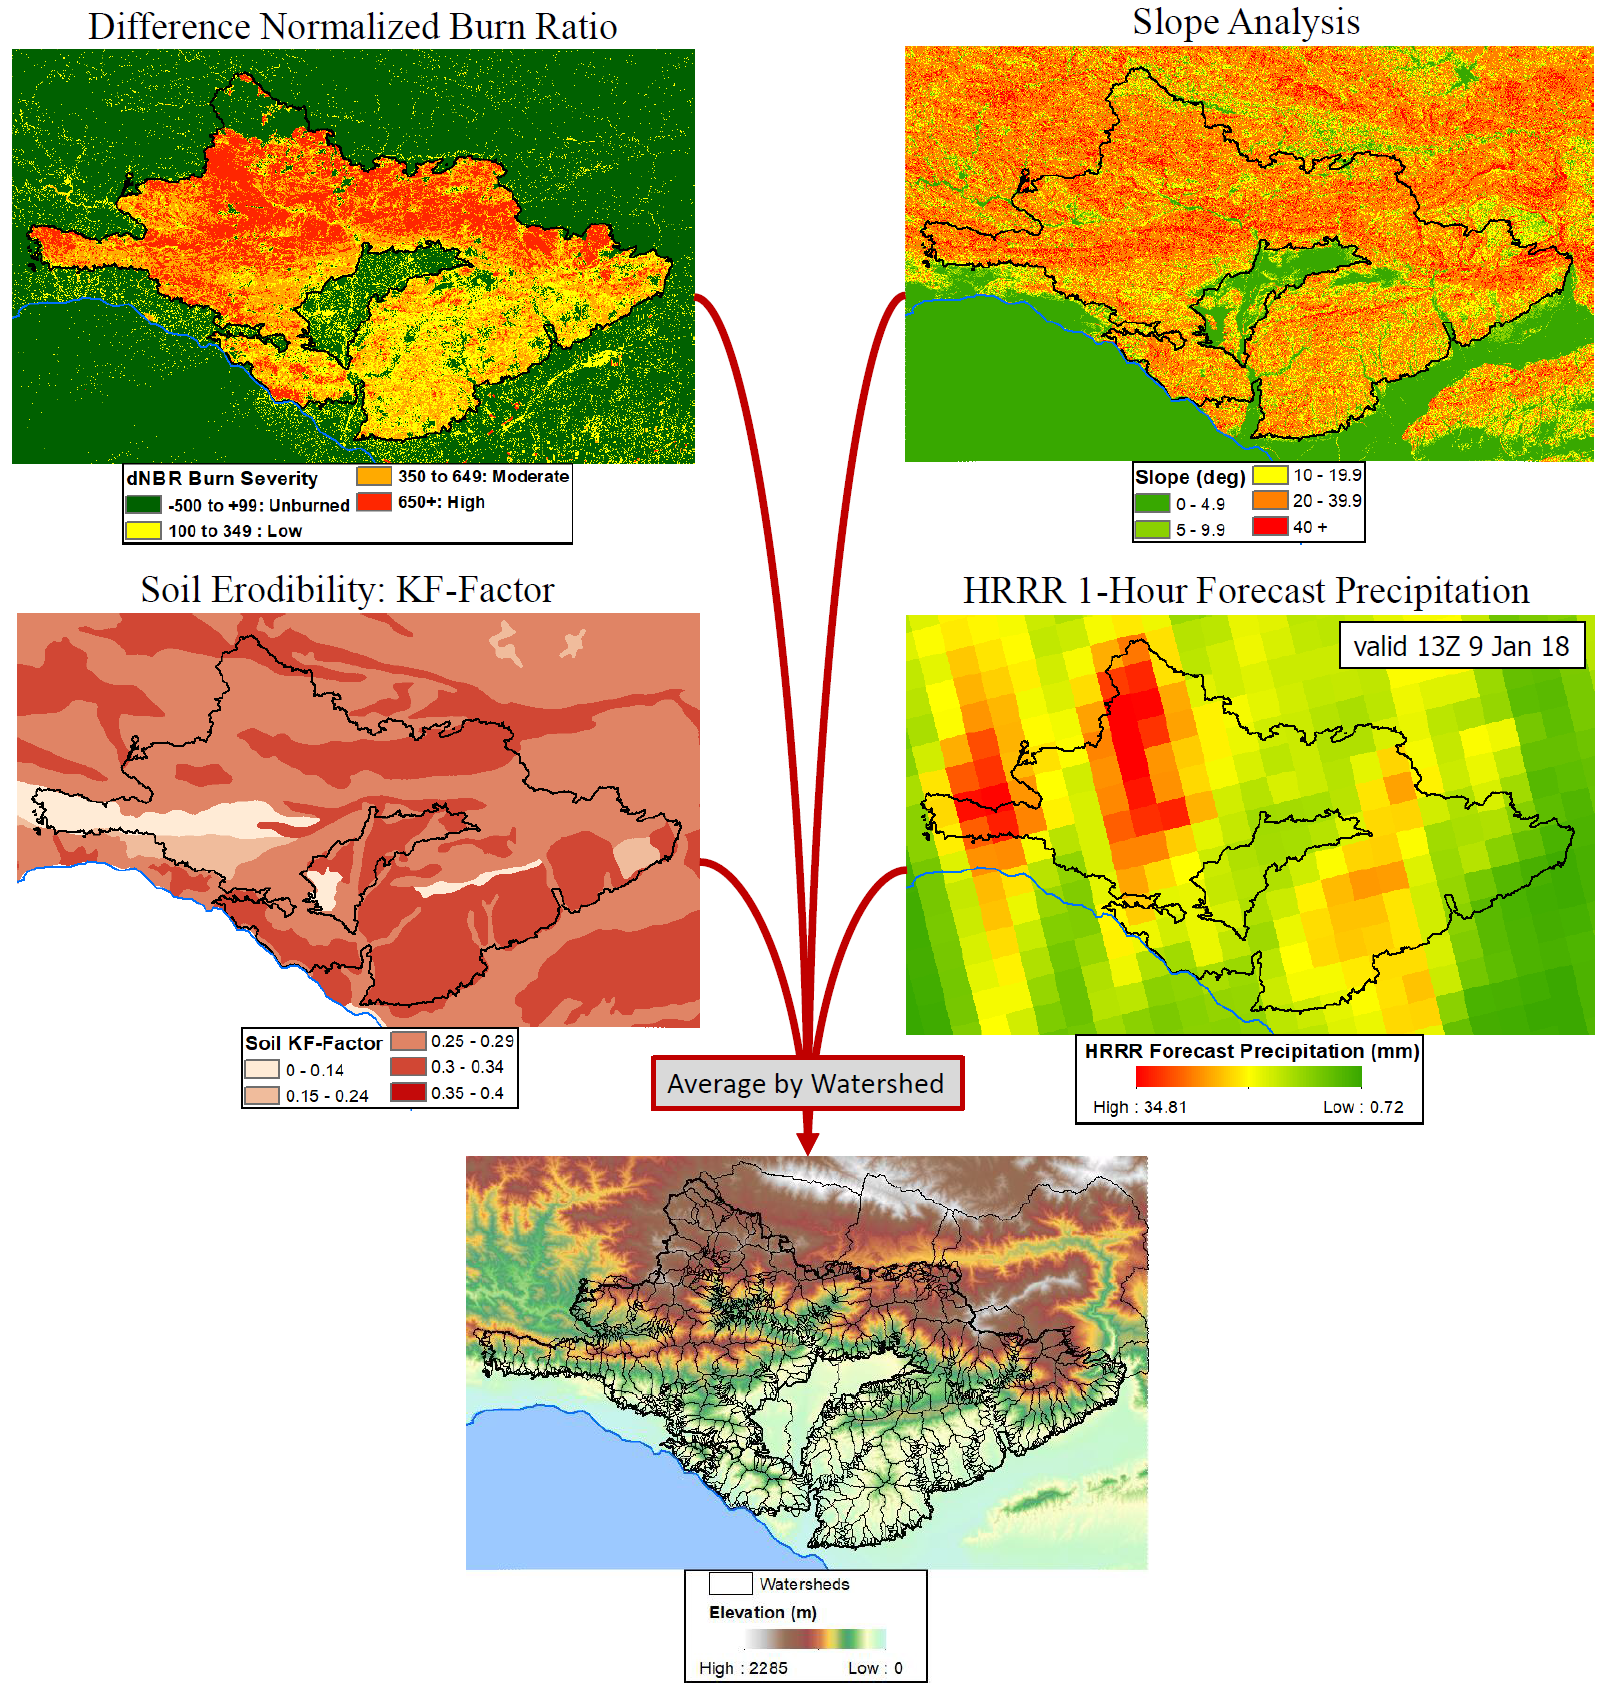 Difference Normalized Burn Ratio
Slope Analysis
dNBR Burn Severity
-500 to +99: Unburned
100 to 349 : Low
350 to 649: Moderate
650+: High
Slope (deg)
0 - 4.9
5 - 9.9
10 - 19.9
20 - 39.9
40 +
Soil Erodibility: KF-Factor
HRRR 1-Hour Forecast Precipitation
valid 13Z 9 Jan 18
Soil KF-Factor
0 - 0.14
0.15 - 0.24
0.25 - 0.29
0.3 - 0.34
0.35 - 0.4
HRRR Forecast Precipitation (mm)
High : 34.81 Low : 0.72
Average by Watershed
Watersheds
Elevation (m)
High : 2285 Low : 0